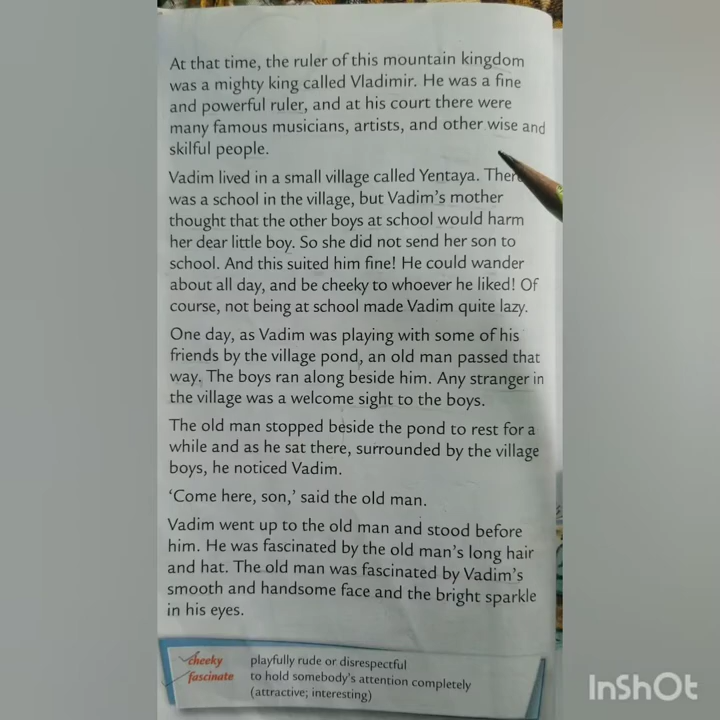 At that time, the ruler of this mountain kingdom
was a mighty king called Vladimir. He was a fine
and powerful ruler, and at his court there were
many famous musicians, artists, and other wise and
skilful people.
Vadim lived in a small village called Yentaya. Ther
was a school in the village, but Vadim's mother
thought that the other boys at school would harm
her dear little boy. So she did not send her son to
school. And this suited him fine! He could wander
about all day, and be cheeky to whoever he liked! Of
course, not being at school made Vadim quite lazy.
One day, as Vadim was playing with some of his
friends by the village pond, an old man passed that
way. The boys ran along beside him. Any stranger in
the village was a welcome sight to the boys.
The old man stopped beside the pond to rest for a
while and as he sat there, surrounded by the village
boys, he noticed Vadim.
‘Come here, son,’ said the old man.
Vadim went up to the old man and stood before
him. He was fascinated by the old man's long hair
and hat. The old man was fascinated by Vadim's
smooth and handsome face and the bright sparkle
in his eyes.
cheeky playfully rude or disrespectful
fascinate to hold somebody's attention completely
(attractive; interesting)
InShOt